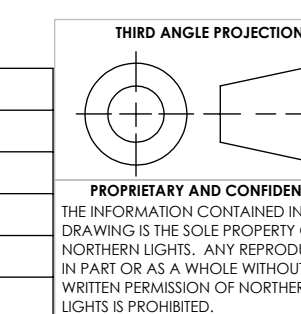 THIRD ANGLE PROJECTION
PROPRIETARY AND CONFIDEN
THE INFORMATION CONTAINED IN
DRAWING IS THE SOLE PROPERTY
NORTHERN LIGHTS. ANY REPRODU
IN PART OR AS A WHOLE WITHOUT
WRITTEN PERMISSION OF NORTHER
LIGHTS IS PROHIBITED.